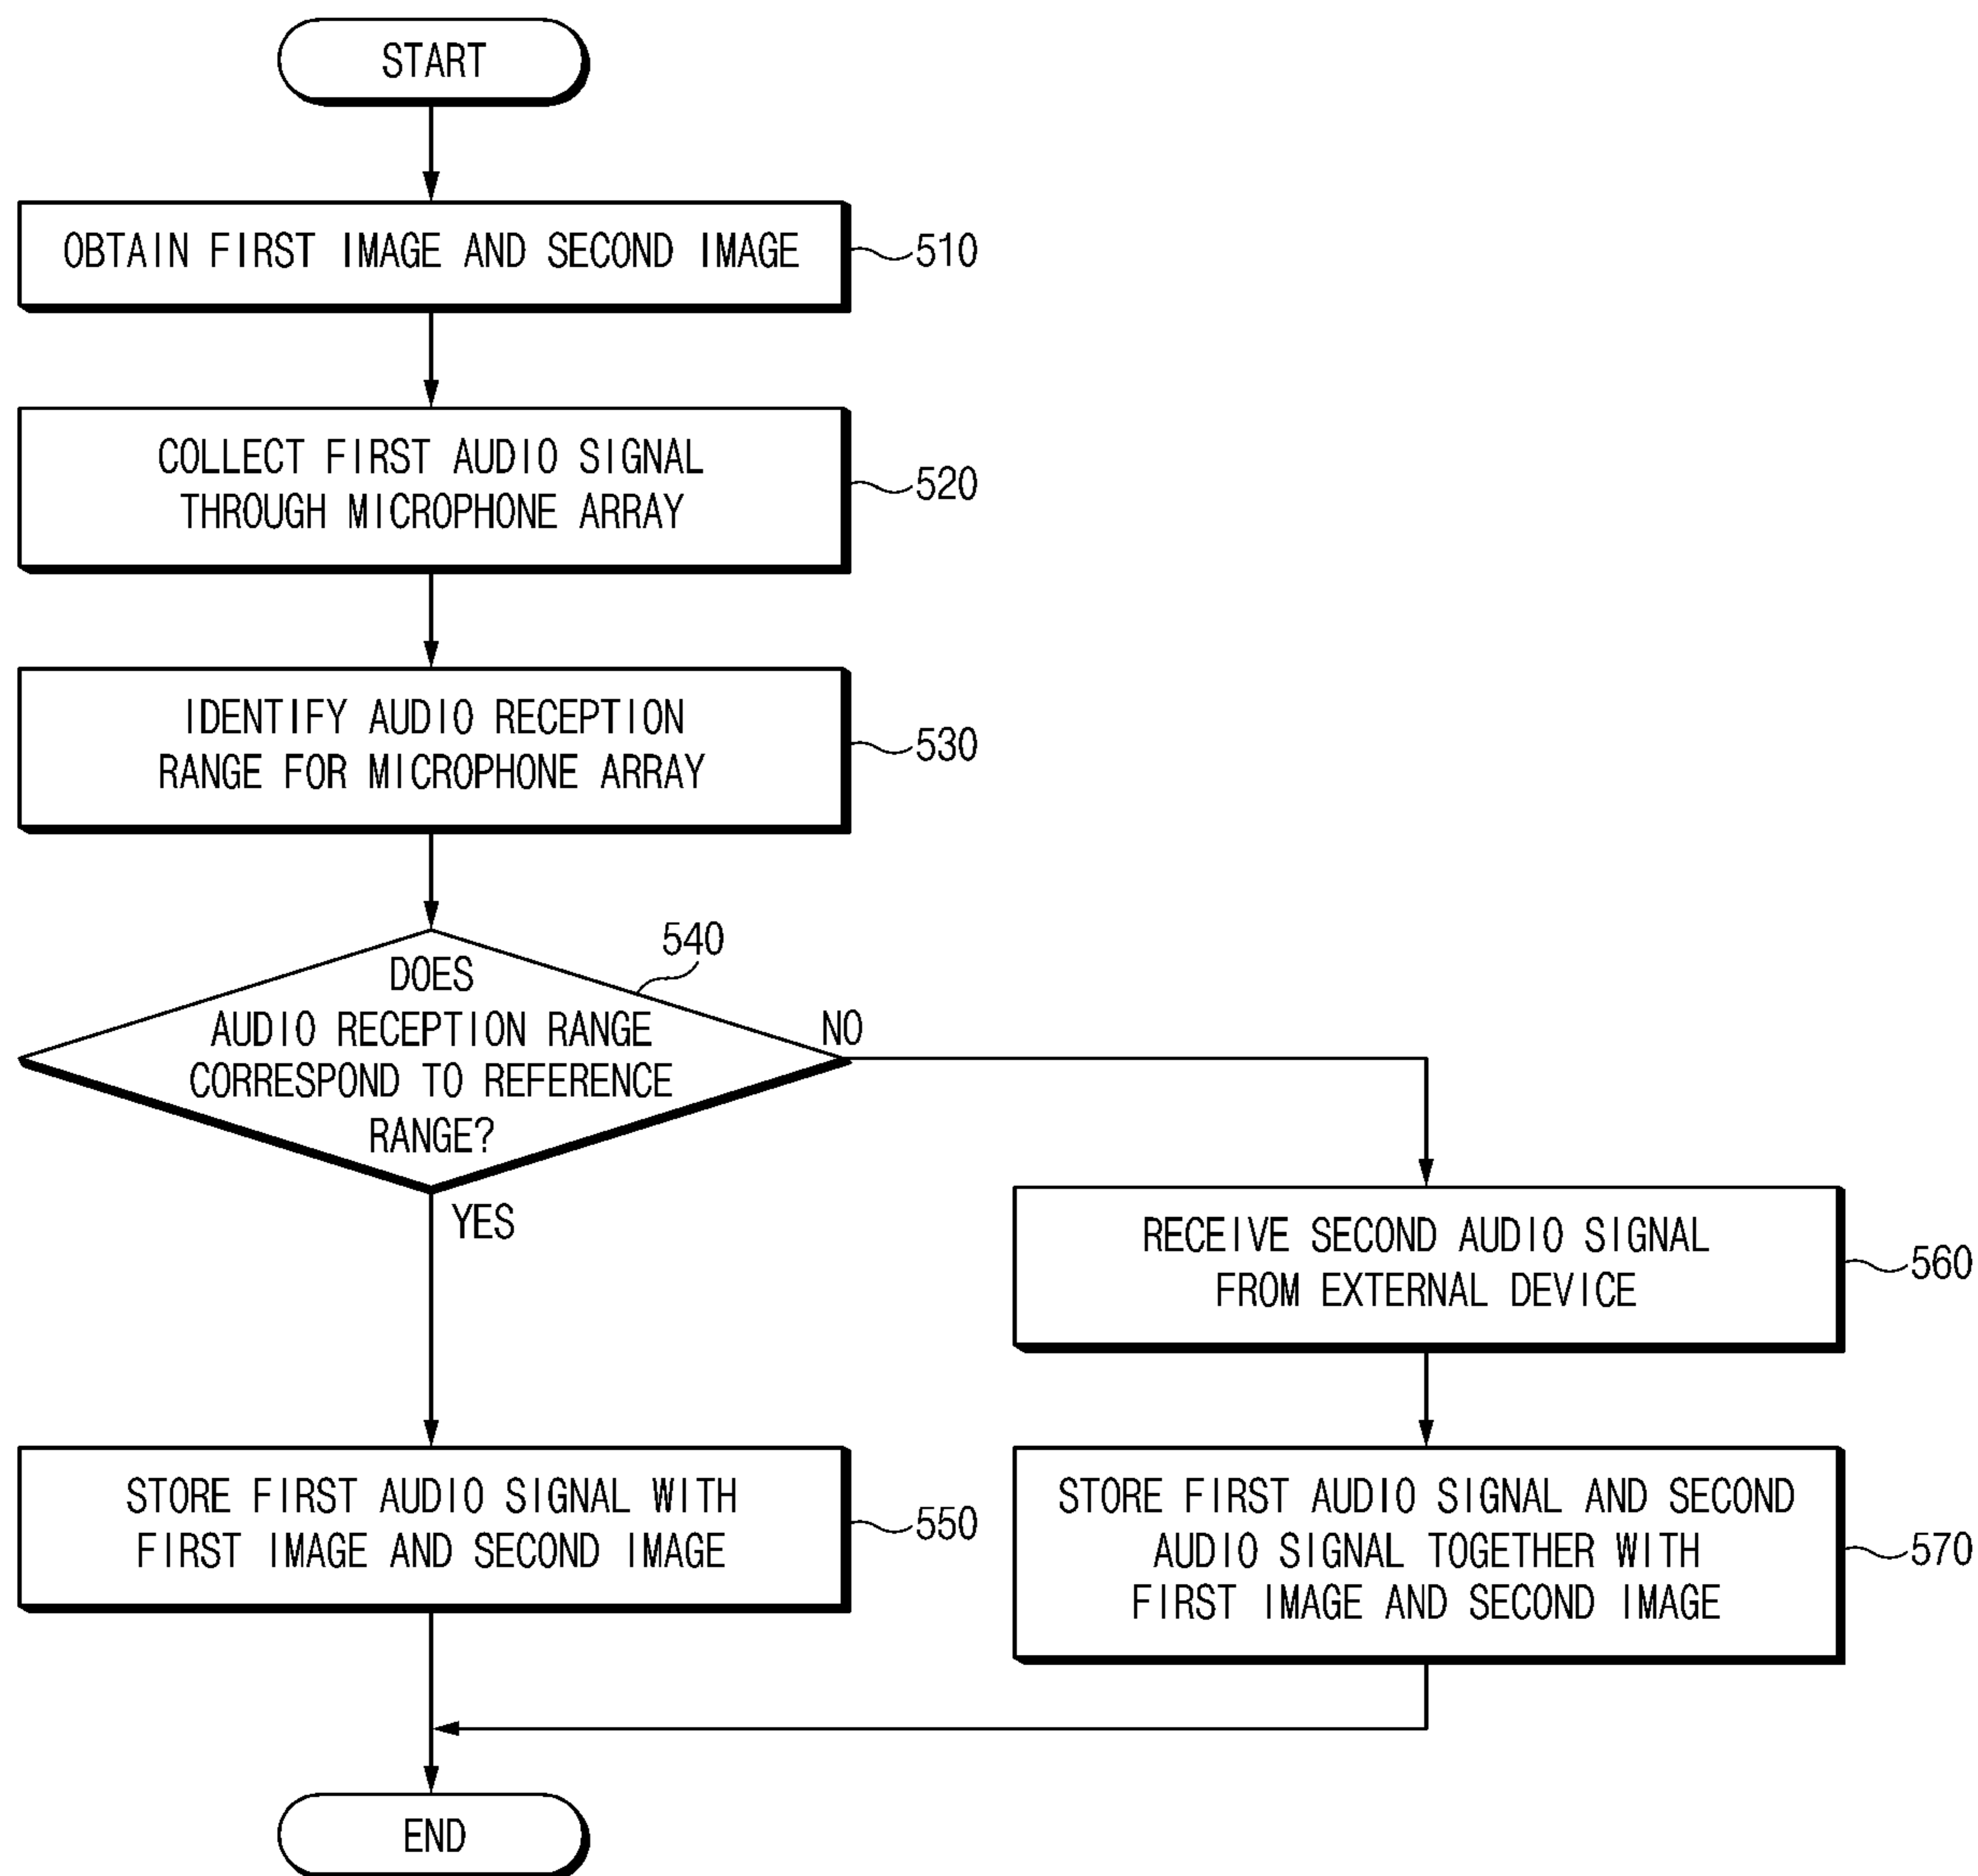 START
OBTAIN FIRST IMAGE AND SECOND IMAGE
510
COLLECT FIRST AUDIO SIGNAL
THROUGH MICROPHONE ARRAY
520
IDENTIFY AUDIO RECEPTION
RANGE FOR MICROPHONE ARRAY
530
540
DOES
AUDIO RECEPTION RANGE
CORRESPOND TO REFERENCE
RANGE?
NO
YES
RECEIVE SECOND AUDIO SIGNAL
FROM EXTERNAL DEVICE
560
STORE FIRST AUDIO SIGNAL WITH
FIRST IMAGE AND SECOND IMAGE
550
STORE FIRST AUDIO SIGNAL AND SECOND
AUDIO SIGNAL TOGETHER WITH
FIRST IMAGE AND SECOND IMAGE
570
END